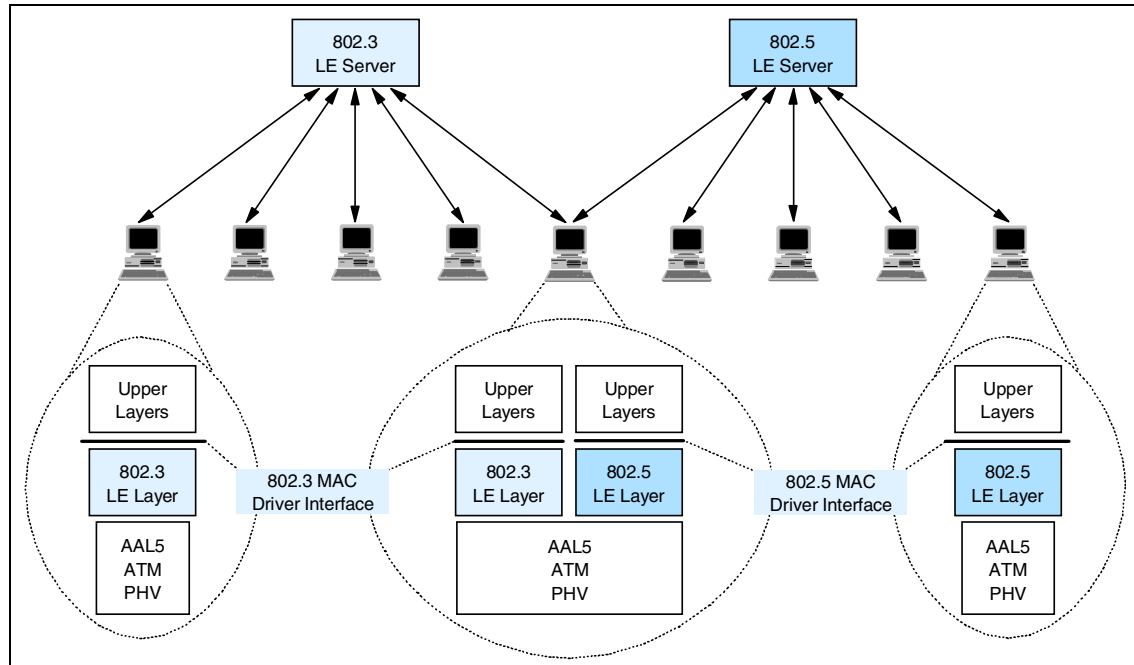 802.3
LE Server
802.5
LE Server
Upper
Layers
Upper
Layers
Upper
Layers
Upper
Layers
802.3
LE Layer
802.3 MAC
Driver Interface
802.3
LE Layer
802.5
LE Layer
802.5 MAC
Driver Interface
802.5
LE Layer
AAL5
ATM
PHV
AAL5
ATM
PHV
AAL5
ATM
PHV